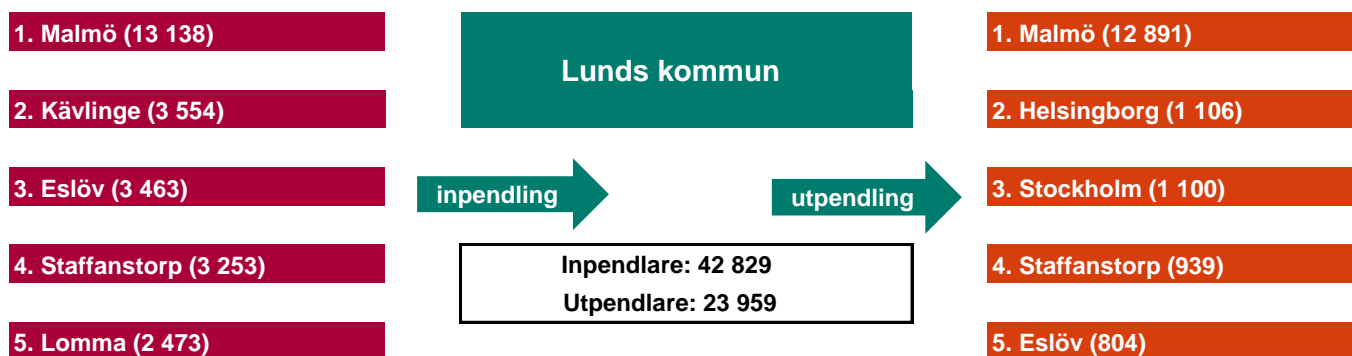 1. Malmö (13 138)
2. Kävlinge (3 554)
3. Eslöv (3 463)
4. Staffanstorp (3 253)
5. Lomma (2 473)
Lunds kommun
inpendling
utpendling
Inpendlare: 42 829
Utpendlare: 23 959
1. Malmö (12 891)
2. Helsingborg (1 106)
3. Stockholm (1 100)
4. Staffanstorp (939)
5. Eslöv (804)